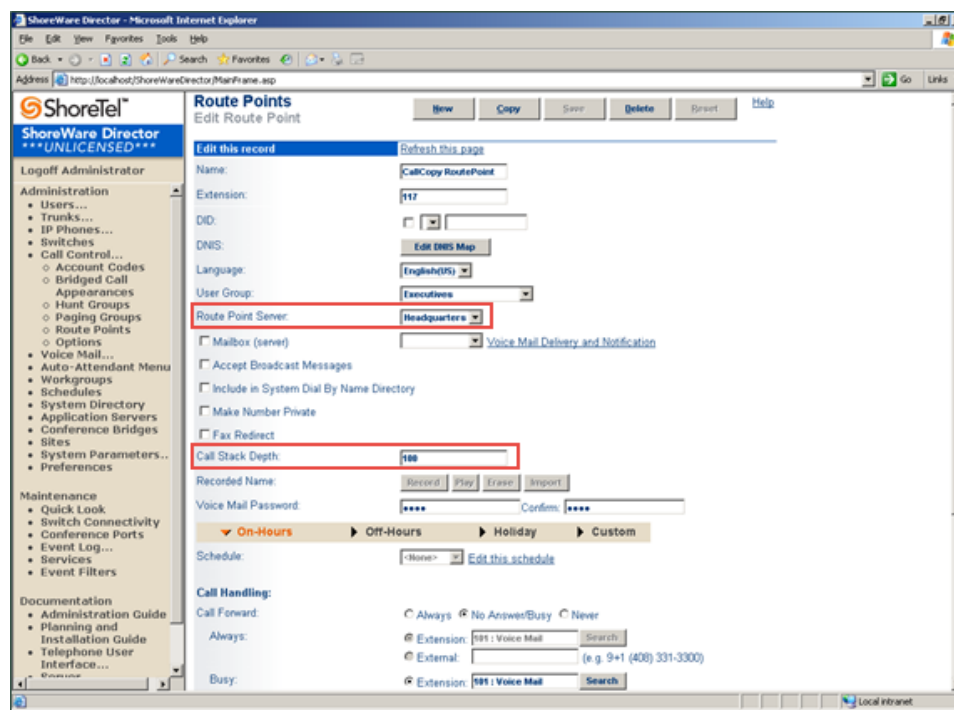 ShoreWare Director - Microsoft Internet Explorer
File Edit View Favorites Tools Help
Back Search Favorites
Address http://localhost/ShoreWareDirector/MainFrame.asp Go Links
ShoreTel™
ShoreWare Director
***UNLICENSED***
Logoff Administrator
Administration
Users...
Trunks...
IP Phones...
Switches
Call Control...
Account Codes
Bridged Call
Appearances
Hunt Groups
Paging Groups
Route Points
Options
Voice Mail...
Auto-Attendant Menu
Workgroups
Schedules
System Directory
Application Servers
Conference Bridges
Sites
System Parameters..
Preferences
Maintenance
Quick Look
Switch Connectivity
Conference Ports
Event Log...
Services
Event Filters
Documentation
Administration Guide
Planning and
Installation Guide
Telephone User
Interface...
Route Points
Edit Route Point
New Copy Save Delete Reset Help
Edit this record Refresh this page
Name: CallCopy RoutePoint
Extension: 117
DID:
DNIS: Edit DNIS Map
Language: English(US)
User Group: Executives
Route Point Server: Headquarters
Mailbox (server) Voice Mail Delivery and Notification
Accept Broadcast Messages
Include in System Dial By Name Directory
Make Number Private
Fax Redirect
Call Stack Depth: 100
Recorded Name: Record Play Erase Import
Voice Mail Password: •••• Confirm: ••••
On-Hours Off-Hours Holiday Custom
Schedule: <None> Edit this schedule
Call Handling:
Call Forward: Always No Answer/Busy Never
Always: Extension: 101 : Voice Mail Search
External: (e.g. 9+1 (408) 331-3300)
Busy: Extension: 101 : Voice Mail Search
Local intranet